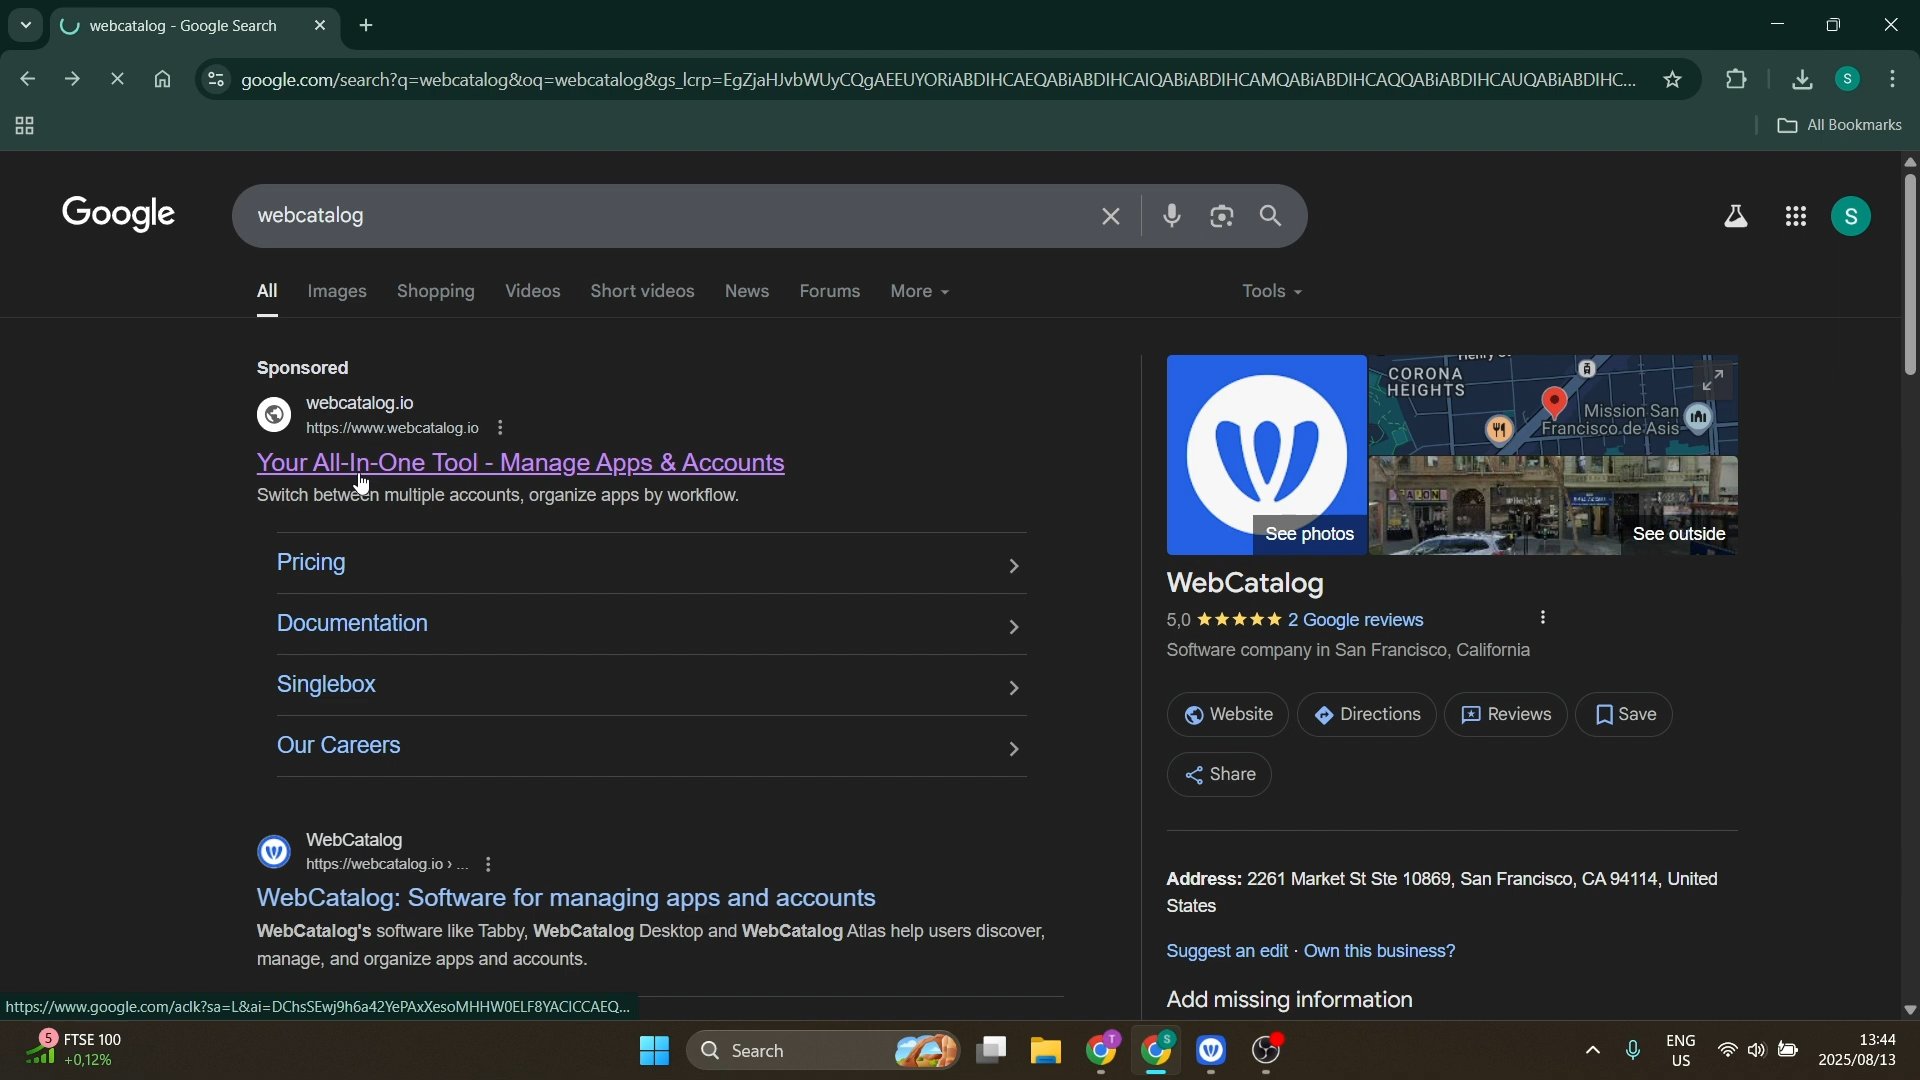 webcatalog - Google Search
google.com/search?q=webcatalog&oq=webcatalog&gs_lcrp=EgZjaHJvbWUyCQgAEEUYORiABDIHCAEQABiABDIHCAIQABiABDIHCAMQABiABDIHCAQQABiABDIHCAUQABiABDIHC...
S
All Bookmarks
Google
webcatalog
S
All
Images
Shopping
Videos
Short videos
News
Forums
More
Tools
Sponsored
webcatalog.io
https://www.webcatalog.io
Your All-In-One Tool - Manage Apps & Accounts
Switch between multiple accounts, organize apps by workflow.
Pricing
Documentation
Singlebox
Our Careers
WebCatalog
https://webcatalog.io › ...
WebCatalog: Software for managing apps and accounts
WebCatalog's software like Tabby, WebCatalog Desktop and WebCatalog Atlas help users discover,
manage, and organize apps and accounts.
CORONA
HEIGHTS
Mission San
Francisco de Asis
See photos
See outside
WebCatalog
5,0 ★★★★★ 2 Google reviews
Software company in San Francisco, California
Website
Directions
Reviews
Save
Share
Address: 2261 Market St Ste 10869, San Francisco, CA 94114, United
States
Suggest an edit · Own this business?
Add missing information
https://www.google.com/aclk?sa=L&ai=DChsSEwj9h6a42YePAxXesoMHHW0ELF8YACICCAEQ...
5
FTSE 100
+0,12%
Search
T
S
ENG
US
13:44
2025/08/13